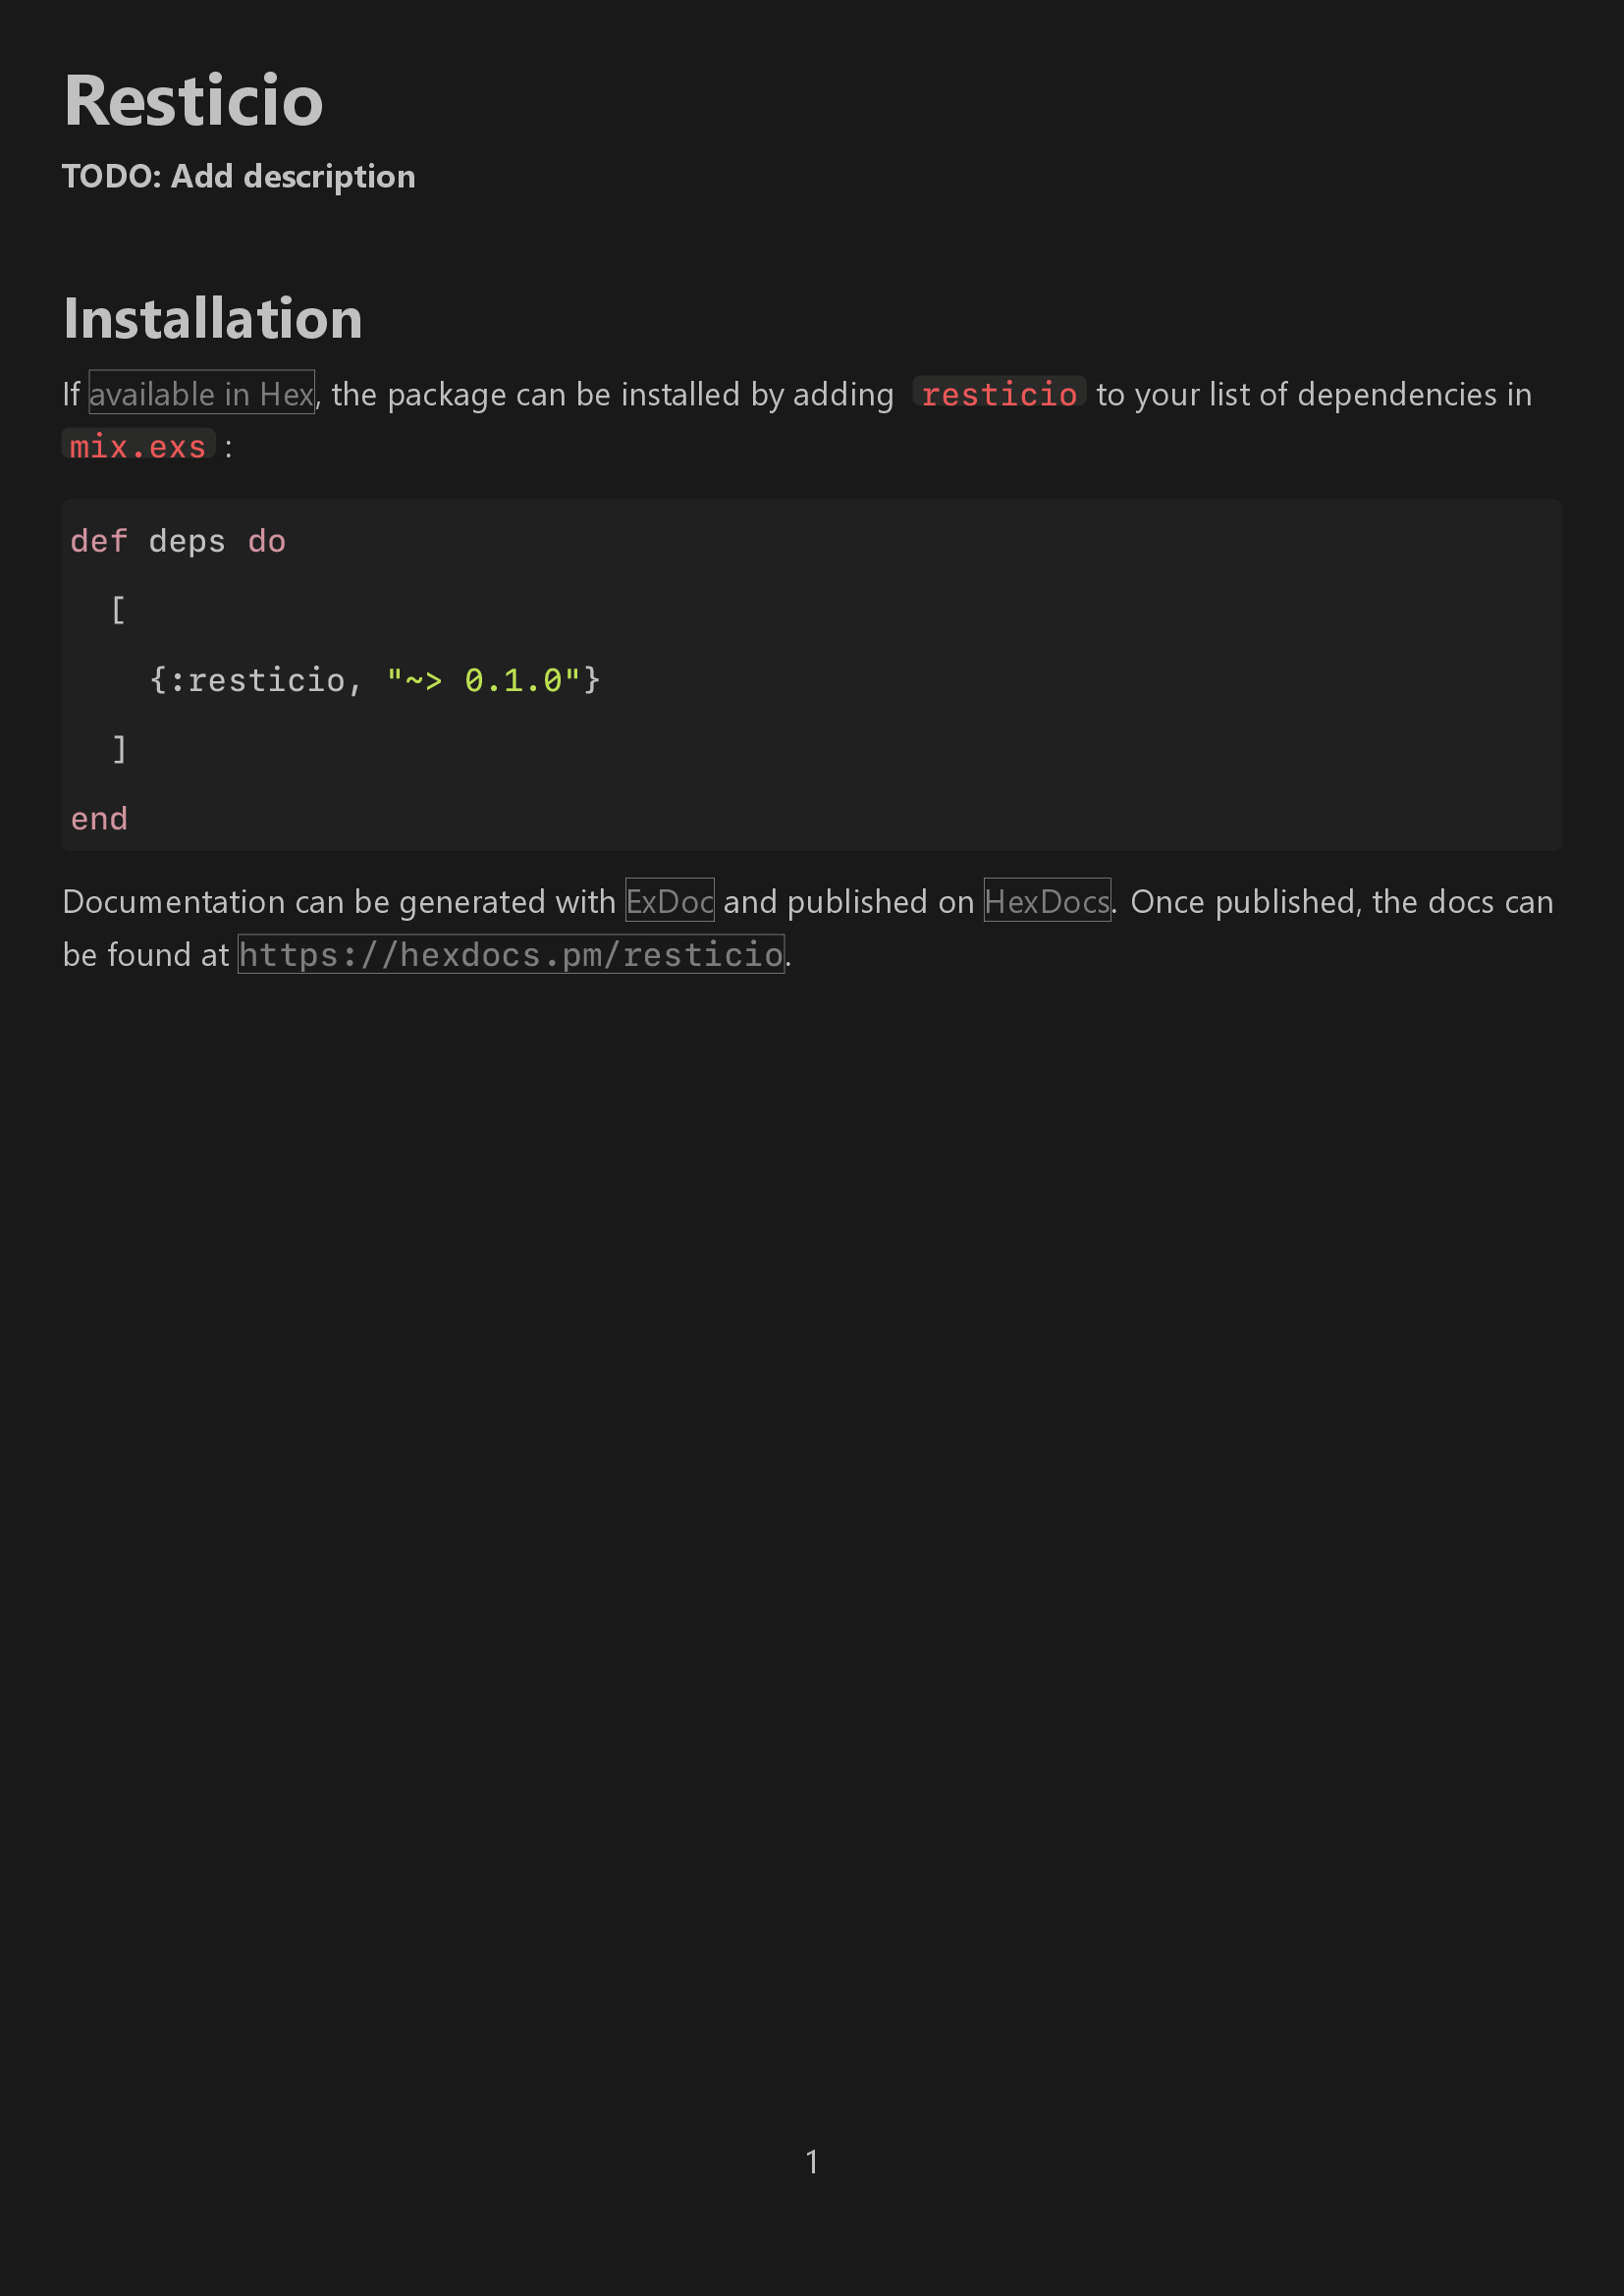 Resticio
TODO: Add description
Installation
If available in Hex, the package can be installed by adding resticio to your list of dependencies in
mix.exs :
def deps do
  [
    {:resticio, "~> 0.1.0"}
  ]
end
Documentation can be generated with ExDoc and published on HexDocs. Once published, the docs can
be found at https://hexdocs.pm/resticio.
1